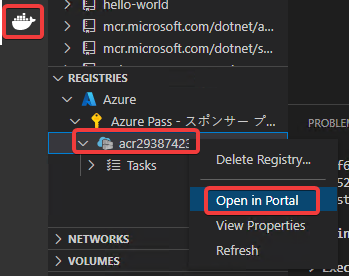 hello-world
mcr.microsoft.com/dotnet/a...
mcr.microsoft.com/dotnet/s...
REGISTRIES
Azure
Azure Pass - スポンサー プ...
acr29387423
Tasks
NETWORKS
VOLUMES
Delete Registry...
Open in Portal
View Properties
Refresh
PROBLEM
> Exec